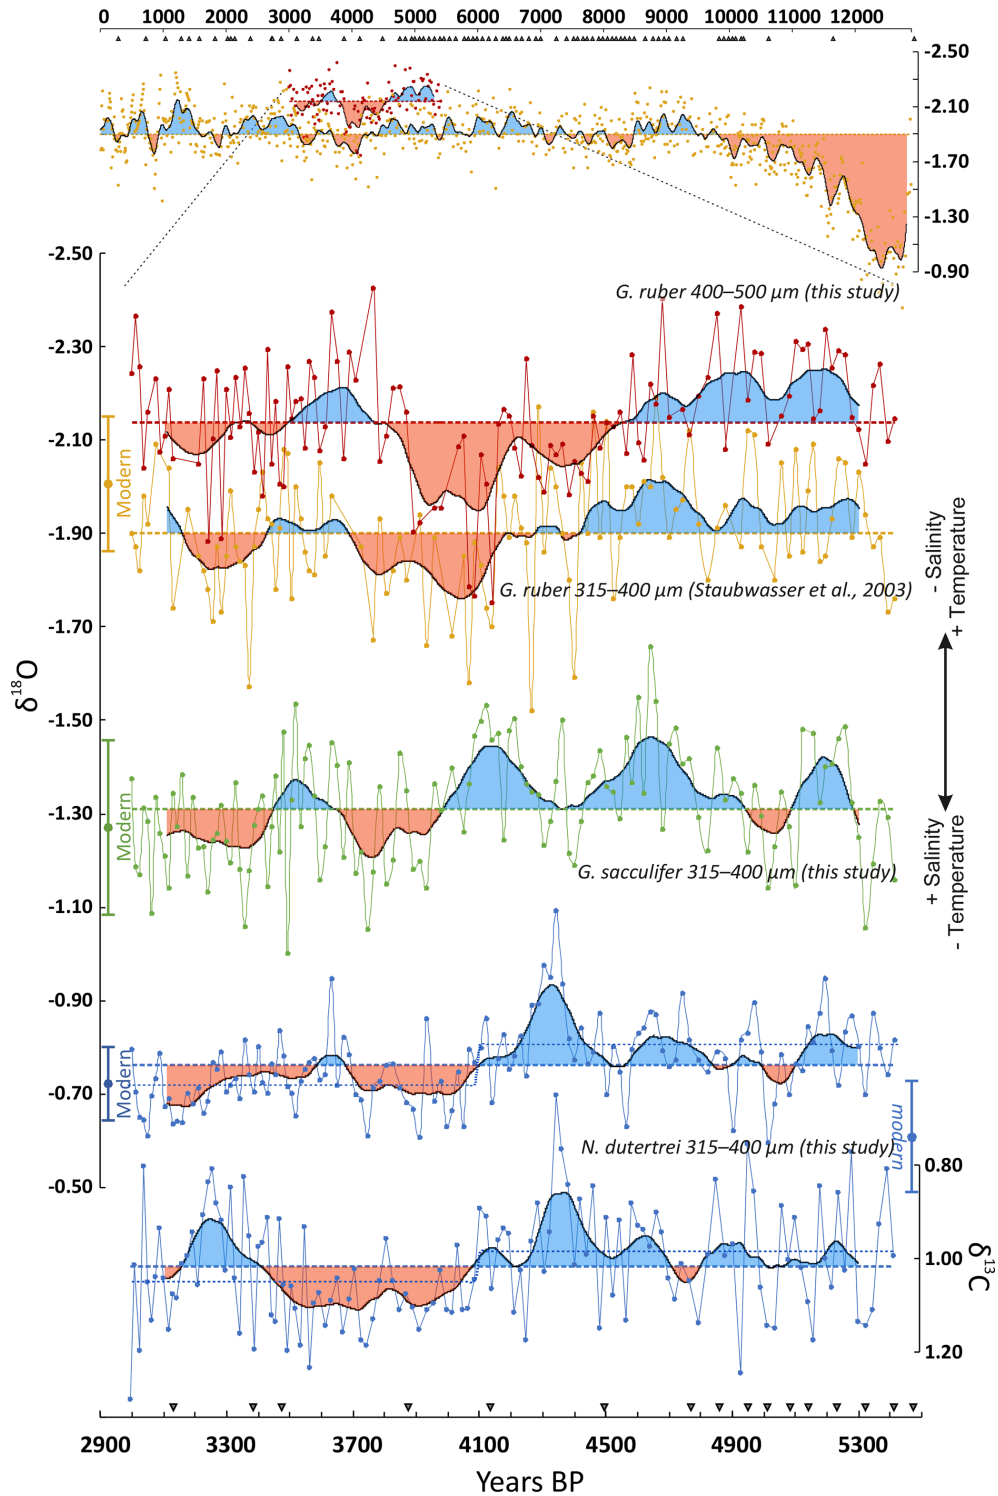 0 1000 2000 3000 4000 5000 6000 7000 8000 9000 10000 11000 12000
-2.50
-2.10
-1.70
-1.30
-0.90
-2.50
G. ruber 400–500 µm (this study)
-2.30
-2.10
Modern
-1.90
G. ruber 315–400 µm (Staubwasser et al., 2003)
- Salinity
+ Temperature
-1.70
δ18O
-1.50
-1.30
Modern
G. sacculifer 315–400 µm (this study)
+ Salinity
- Temperature
-1.10
-0.90
Modern
-0.70
modern
N. dutertrei 315–400 µm (this study)
0.80
-0.50
1.00
δ13C
1.20
2900 3300 3700 4100 4500 4900 5300
Years BP